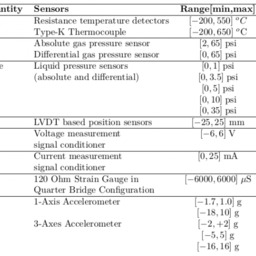 antity Sensors Range[min,max]
Resistance temperature detectors [−200, 550] °C
Type-K Thermocouple [−200, 650] °C
Absolute gas pressure sensor [2, 65] psi
Differential gas pressure sensor [0, 65] psi
e Liquid pressure sensors [0, 1] psi
(absolute and differential) [0, 3.5] psi
[0, 5] psi
[0, 10] psi
[0, 35] psi
LVDT based position sensors [−25, 25] mm
Voltage measurement [−6, 6] V
signal conditioner
Current measurement [0, 25] mA
signal conditioner
120 Ohm Strain Gauge in [−6000, 6000] μS
Quarter Bridge Configuration
1-Axis Accelerometer [−1.7, 1.0] g
[−18, 10] g
3-Axes Accelerometer [−2, +2] g
[−5, 5] g
[−16, 16] g